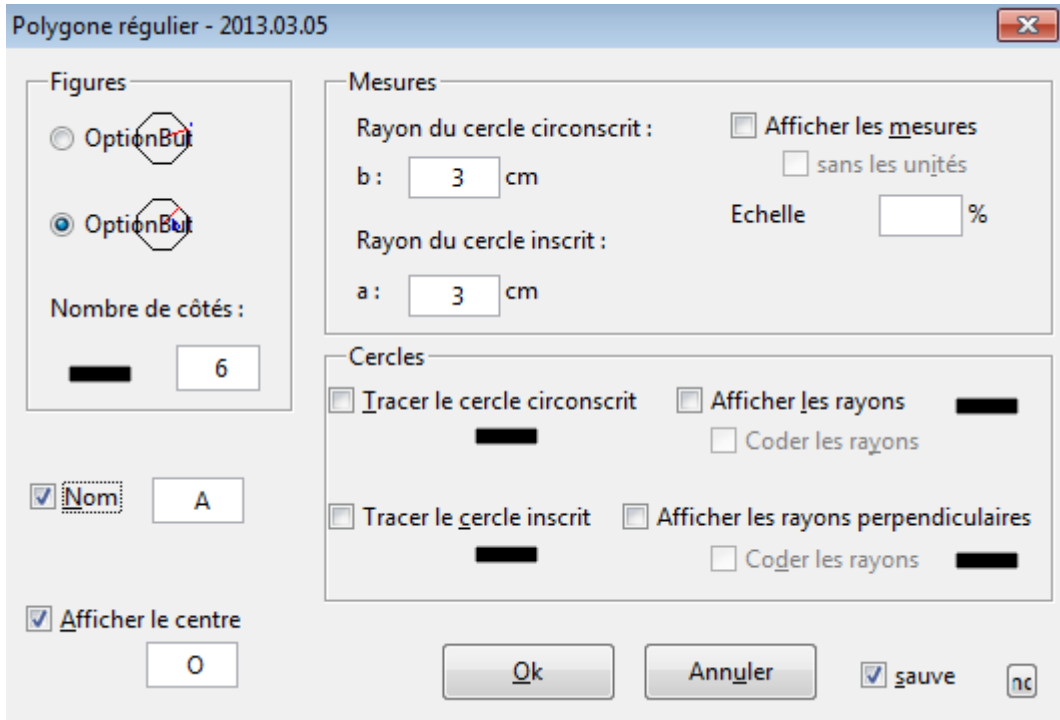 Polygone régulier - 2013.03.05
Figures
OptionBut
OptionBut
Nombre de côtés :
6
Nom A
Afficher le centre
O
Mesures
Rayon du cercle circonscrit :
b : 3 cm
Rayon du cercle inscrit :
a : 3 cm
Afficher les mesures
sans les unités
Echelle %
Cercles
Tracer le cercle circonscrit
Afficher les rayons
Coder les rayons
Tracer le cercle inscrit
Afficher les rayons perpendiculaires
Coder les rayons
Ok
Annuler
sauve
nc